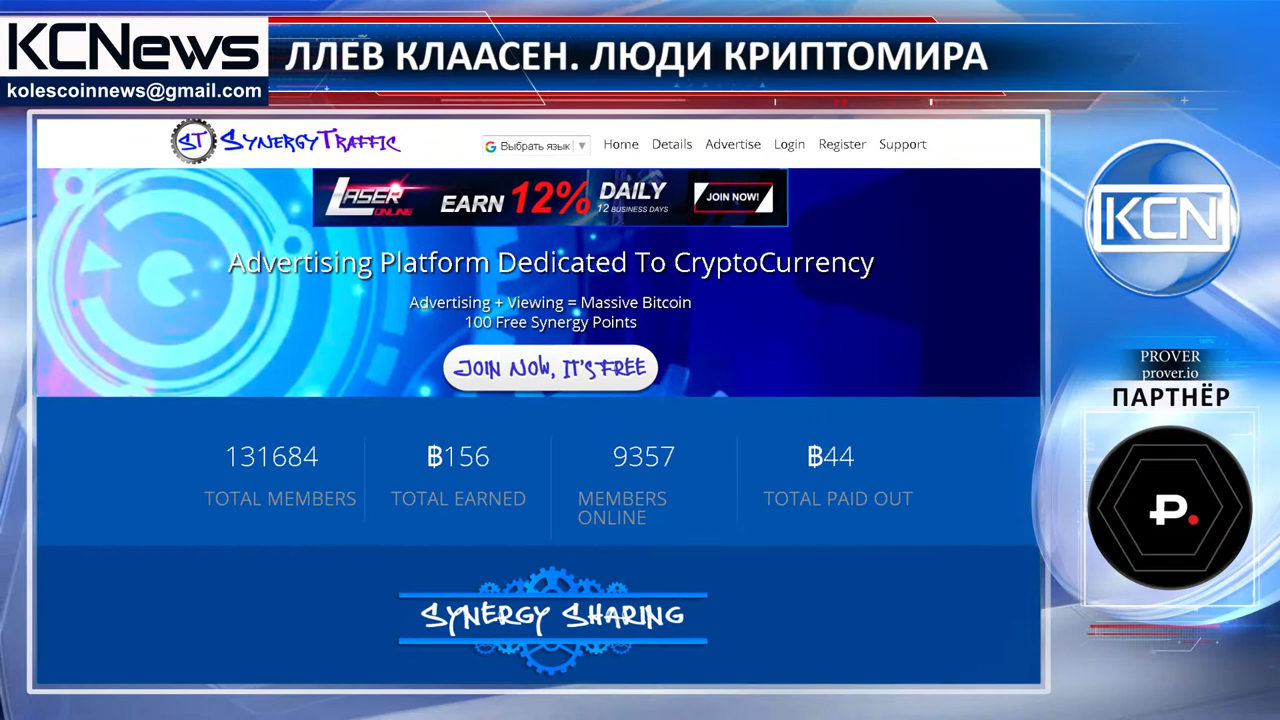 KCNews
kolescoinnews@gmail.com
ЛЛЕВ КЛААСЕН. ЛЮДИ КРИПТОМИРА
ST SYNERGYTRAFFIC
Выбрать язык
Home Details Advertise Login Register Support
LASER ONLINE
EARN 12% DAILY
12 BUSINESS DAYS
JOIN NOW!
Advertising Platform Dedicated To CryptoCurrency
Advertising + Viewing = Massive Bitcoin
100 Free Synergy Points
JOIN NOW, IT'S FREE
131684 ฿156 9357 ฿44
TOTAL MEMBERS TOTAL EARNED MEMBERS ONLINE TOTAL PAID OUT
SYNERGY SHARING
KCN
PROVER
prover.io
ПАРТНЁР
P.